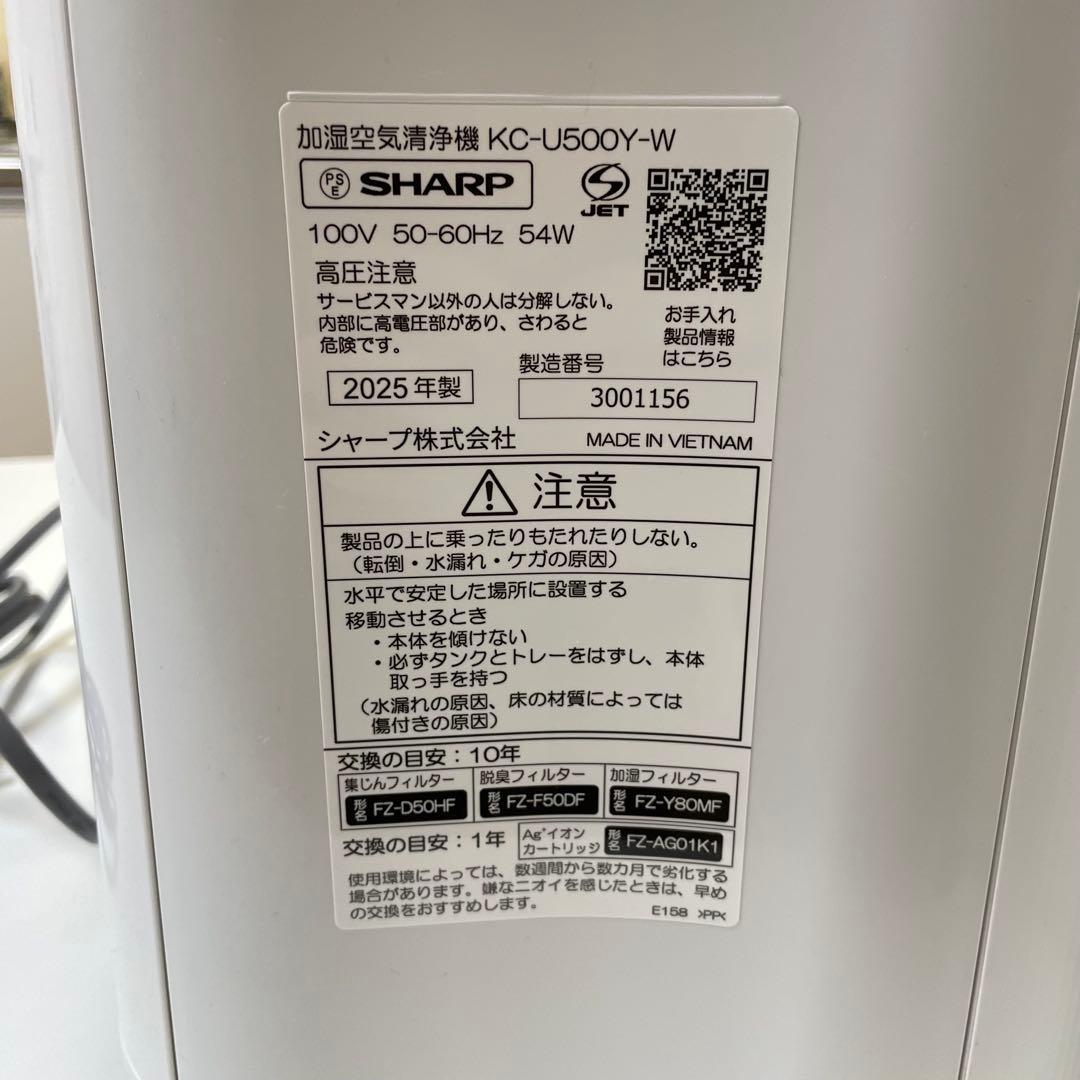 加湿空気清浄機 KC-U500Y-W
PSE SHARP
JET
100V 50-60Hz 54W
高圧注意
サービスマン以外の人は分解しない。
内部に高電圧部があり、さわると
危険です。
お手入れ
製品情報
はこちら
2025年製
製造番号
3001156
シャープ株式会社 MADE IN VIETNAM
注意
製品の上に乗ったりもたれたりしない。
（転倒・水漏れ・ケガの原因）
水平で安定した場所に設置する
移動させるとき
・本体を傾けない
・必ずタンクとトレーをはずし、本体
取っ手を持つ
（水漏れの原因、床の材質によっては
傷付きの原因）
交換の目安：10年
集じんフィルター
形名 FZ-D50HF
脱臭フィルター
形名 FZ-F50DF
加湿フィルター
形名 FZ-Y80MF
交換の目安：1年
Ag⁺イオン
カートリッジ
形名 FZ-AG01K1
使用環境によっては、数週間から数カ月で劣化する
場合があります。嫌なニオイを感じたときは、早め
の交換をおすすめします。
E158 >PP<